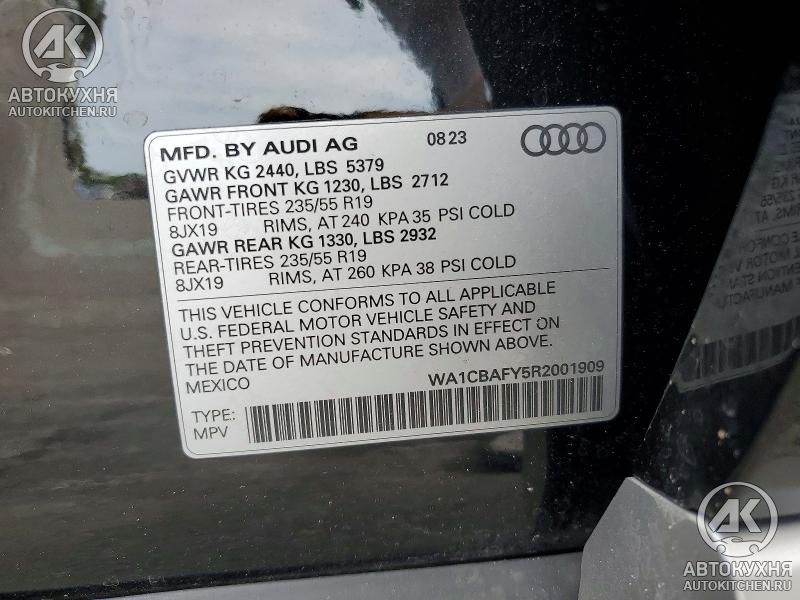 АК
АВТОКУХНЯ
AUTOKITCHEN.RU
MFD. BY AUDI AG 08 23
GVWR KG 2440, LBS 5379
GAWR FRONT KG 1230, LBS 2712
FRONT-TIRES 235/55 R19
8JX19 RIMS, AT 240 KPA 35 PSI COLD
GAWR REAR KG 1330, LBS 2932
REAR-TIRES 235/55 R19
8JX19 RIMS, AT 260 KPA 38 PSI COLD
THIS VEHICLE CONFORMS TO ALL APPLICABLE
U.S. FEDERAL MOTOR VEHICLE SAFETY AND
THEFT PREVENTION STANDARDS IN EFFECT ON
THE DATE OF MANUFACTURE SHOWN ABOVE.
MEXICO WA1CBAFY5R2001909
TYPE:
MPV
АК
АВТОКУХНЯ
AUTOKITCHEN.RU